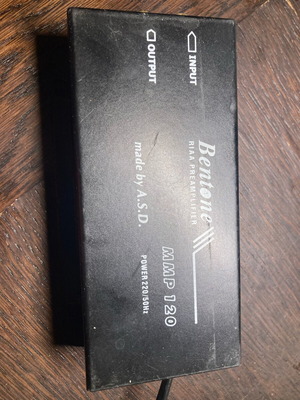 INPUT
OUTPUT
Bentone
RIAA PREAMPLIFIER
made by A.S.D.
MMP 120
POWER 220/50Hz